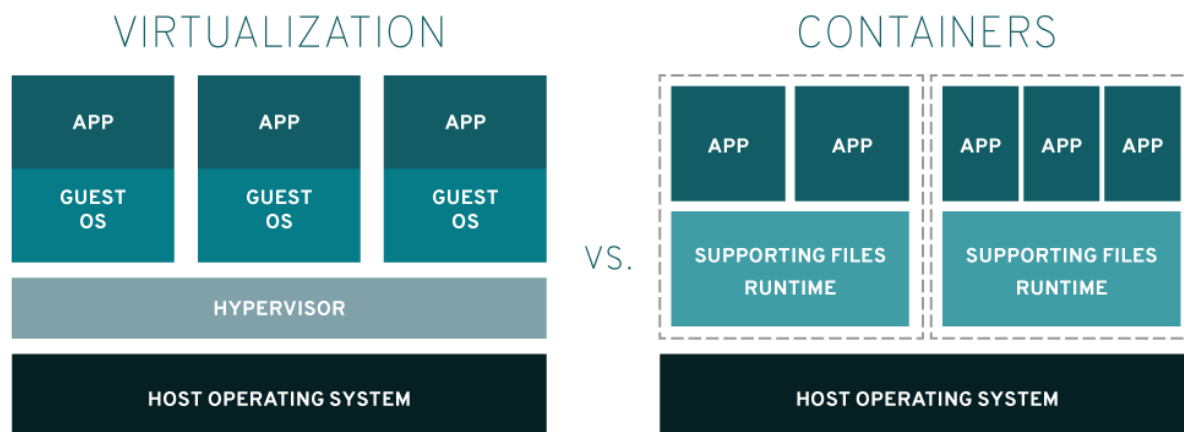 VIRTUALIZATION
APP
APP
APP
GUEST
OS
GUEST
OS
GUEST
OS
HYPERVISOR
HOST OPERATING SYSTEM
VS.
CONTAINERS
APP
APP
APP
APP
APP
SUPPORTING FILES
RUNTIME
SUPPORTING FILES
RUNTIME
HOST OPERATING SYSTEM